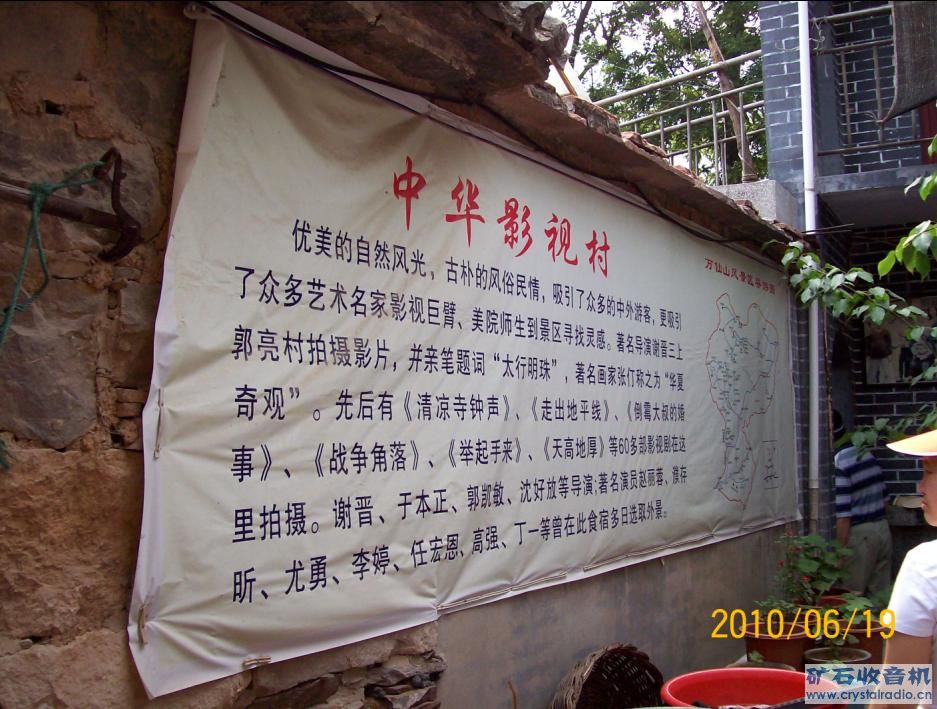 中华影视村
优美的自然风光，古朴的风俗民情，吸引了众多的中外游客，更吸引
了众多艺术名家影视巨臂、美院师生到景区寻找灵感。著名导演谢晋三上
郭亮村拍摄影片，并亲笔题词“太行明珠”，著名画家张仃称之为“华夏
奇观”。先后有《清凉寺钟声》、《走出地平线》、《倒霉大叔的婚
事》、《战争角落》、《举起手来》、《天高地厚》等60多部影视剧在这
里拍摄。谢晋、于本正、郭凯敏、沈好放等导演;著名演员赵丽蓉、濮存
昕、尤勇、李婷、任宏恩、高强、丁一等曾在此食宿多日选取外景。
万仙山风景区导游图
2010/06/19
矿石收音机
www.crystalradio.cn